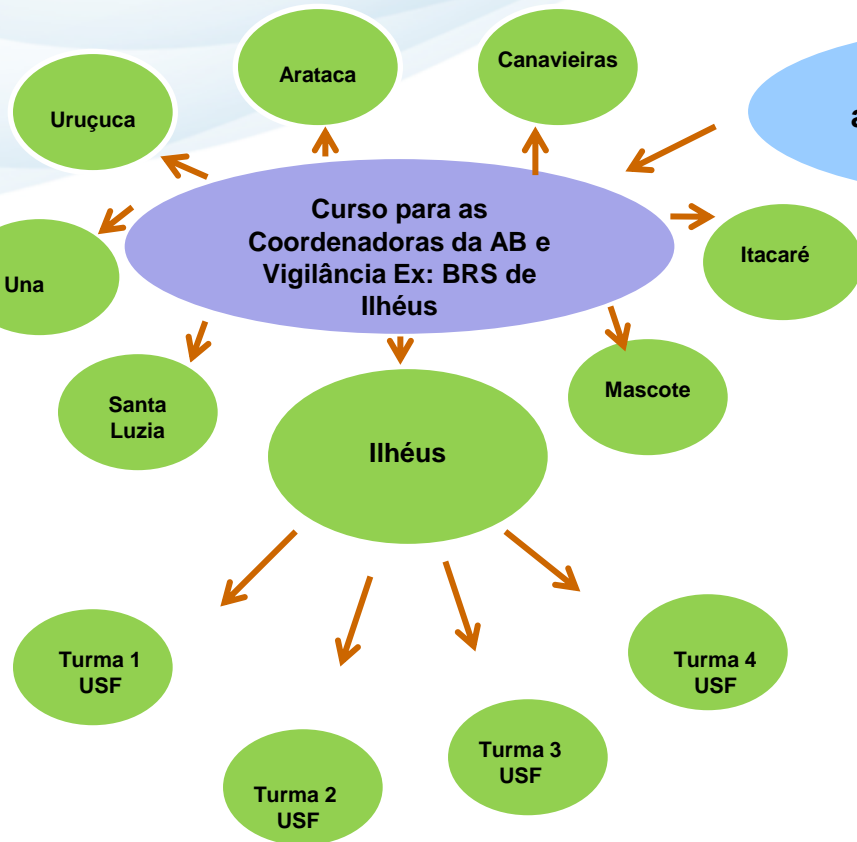 Uruçuca
Arataca
Canavieiras
a
Curso para as
Coordenadoras da AB e
Vigilância Ex: BRS de
Ilhéus
Itacaré
Una
Santa
Luzia
Ilhéus
Mascote
Turma 1
USF
Turma 2
USF
Turma 3
USF
Turma 4
USF